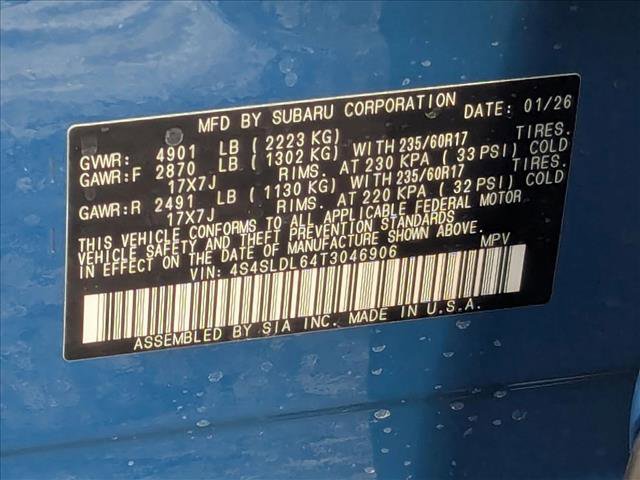 MFD BY SUBARU CORPORATION DATE: 01/26
GVWR: 4901 LB (2223 KG)
GAWR:F 2870 LB (1302 KG) WITH 235/60R17 TIRES.
17X7J RIMS. AT 230 KPA (33 PSI) COLD
GAWR:R 2491 LB (1130 KG) WITH 235/60R17 TIRES.
17X7J RIMS. AT 220 KPA (32 PSI) COLD
THIS VEHICLE CONFORMS TO ALL APPLICABLE FEDERAL MOTOR
VEHICLE SAFETY AND THEFT PREVENTION STANDARDS
IN EFFECT ON THE DATE OF MANUFACTURE SHOWN ABOVE.
VIN: 4S4SLDL64T3046906 MPV
ASSEMBLED BY SIA INC. MADE IN U.S.A.